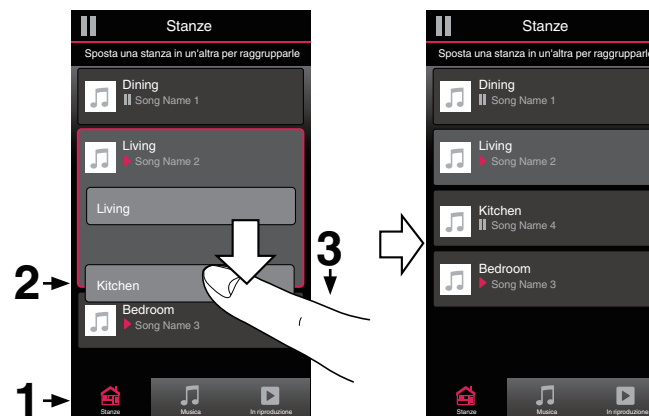 Stanze
Sposta una stanza in un'altra per raggrupparle
Dining
Song Name 1
Living
Song Name 2
Living
Kitchen
Bedroom
Song Name 3
Stanze
Musica
In riproduzione
1
2
3
Stanze
Sposta una stanza in un'altra per raggrupparle
Dining
Song Name 1
Living
Song Name 2
Kitchen
Song Name 4
Bedroom
Song Name 3
Stanze
Musica
In riproduzione